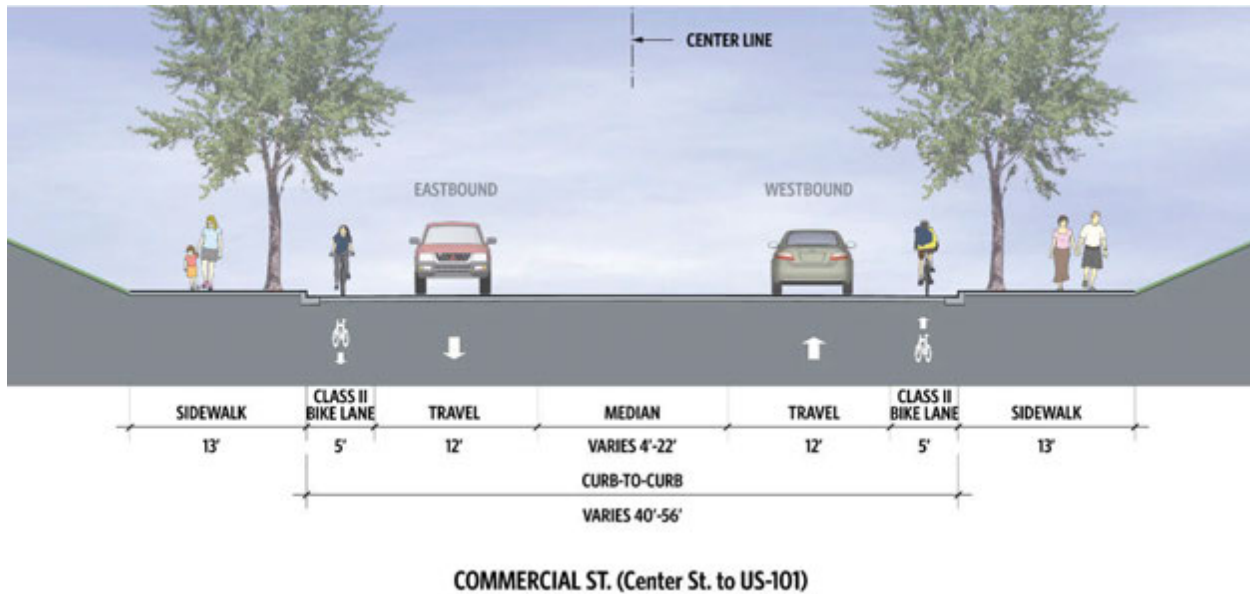 CENTER LINE
EASTBOUND
WESTBOUND
SIDEWALK
CLASS II
BIKE LANE
TRAVEL
MEDIAN
TRAVEL
CLASS II
BIKE LANE
SIDEWALK
13'
5'
12'
VARIES 4'-22'
12'
5'
13'
CURB-TO-CURB
VARIES 40'-56'
COMMERCIAL ST. (Center St. to US-101)